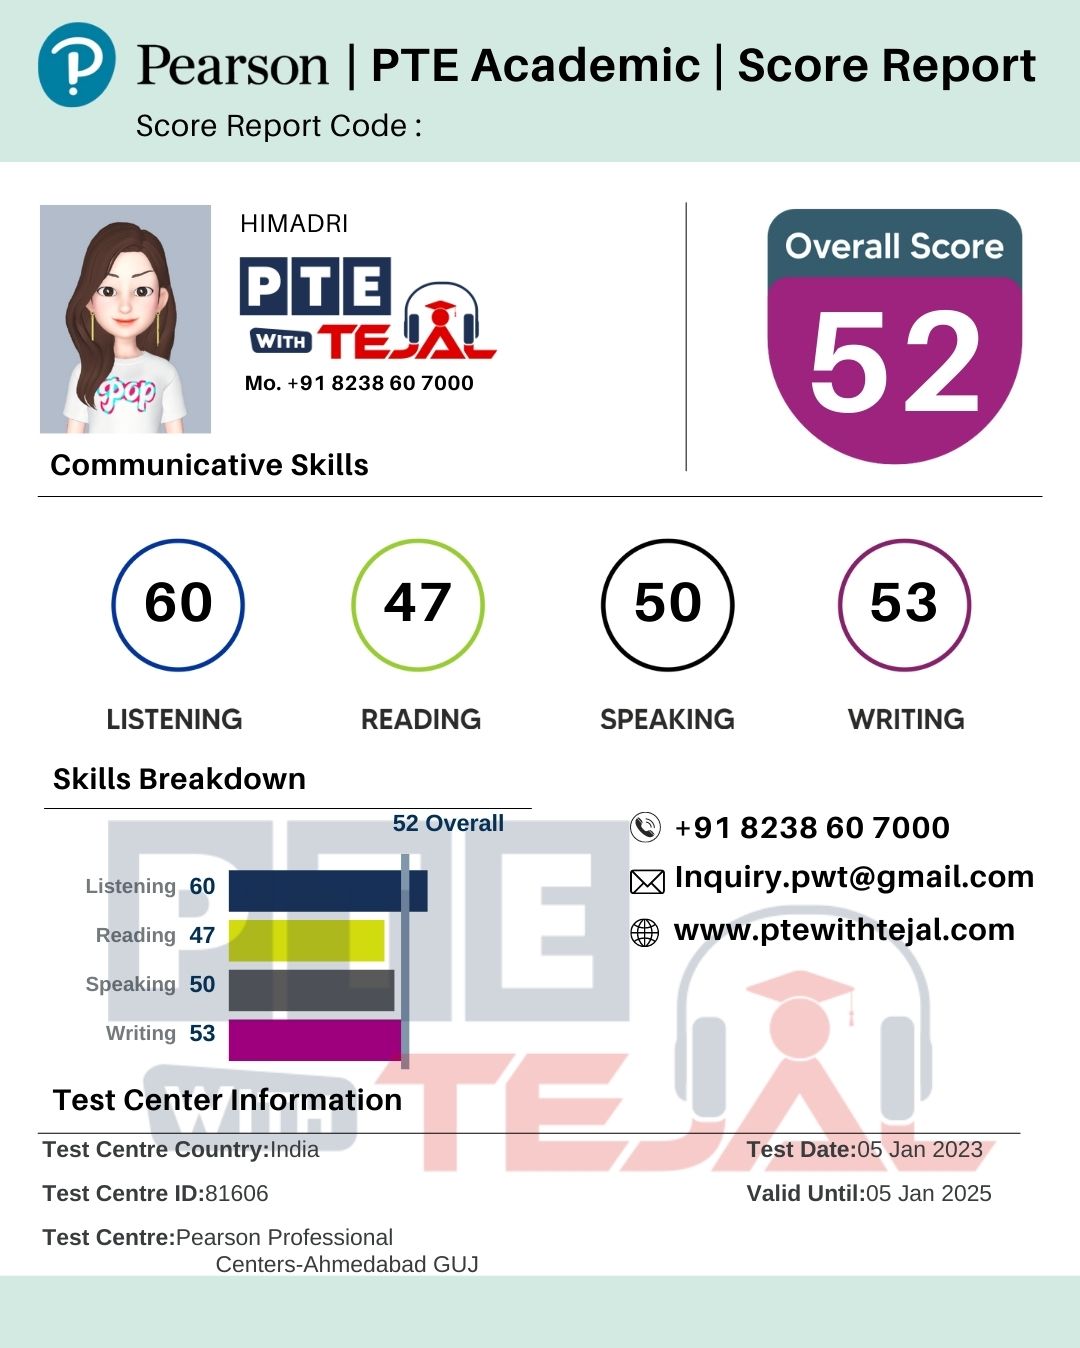 Pearson | PTE Academic | Score Report
Score Report Code :
HIMADRI
Overall Score
52
PTE
WITH TEJAL
Mo. +91 8238 60 7000
Pop
Communicative Skills
60 47 50 53
LISTENING READING SPEAKING WRITING
Skills Breakdown
52 Overall
Listening 60
Reading 47
Speaking 50
Writing 53
+91 8238 60 7000
Inquiry.pwt@gmail.com
www.ptewithtejal.com
PTE
WITH TEJAL
Test Center Information
Test Centre Country:India
Test Date:05 Jan 2023
Test Centre ID:81606
Valid Until:05 Jan 2025
Test Centre:Pearson Professional
Centers-Ahmedabad GUJ